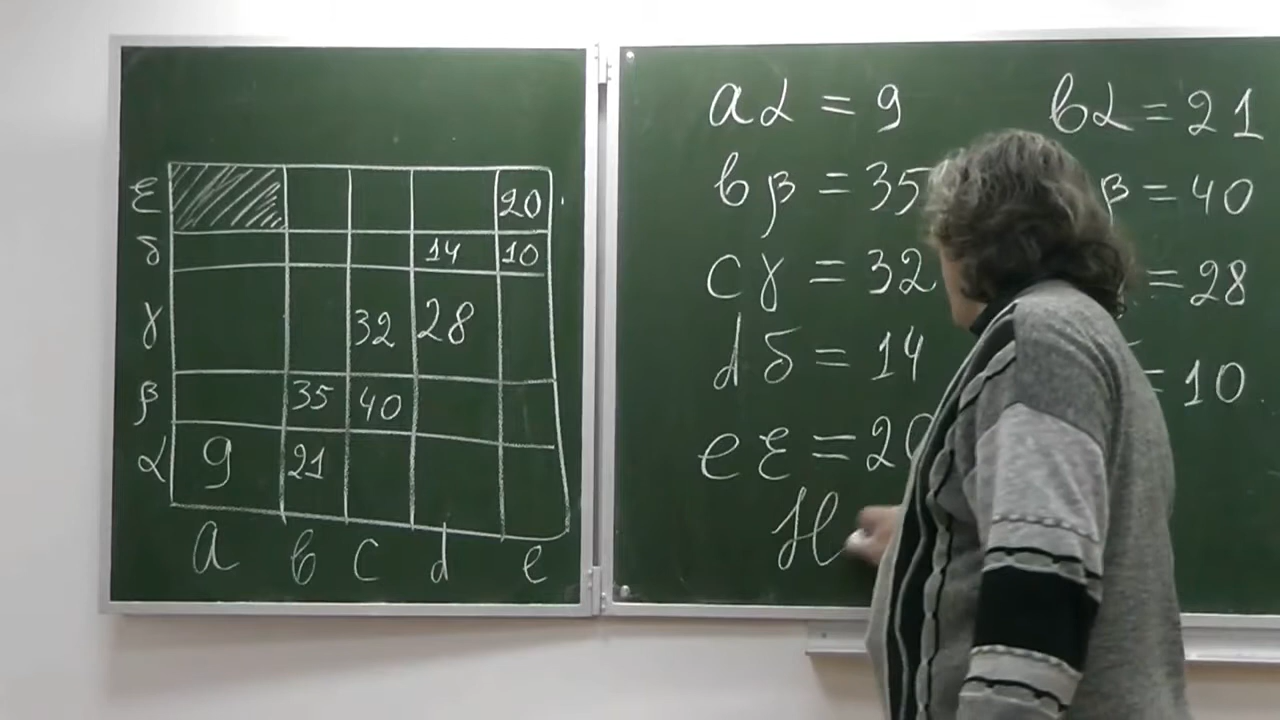 ε 20
δ 14 10
γ 32 28
β 35 40
α 9 21
a b c d e
aα = 9 bα = 21
bβ = 35 β = 40
cγ = 32 = 28
dδ = 14 = 10
eε = 20
Н